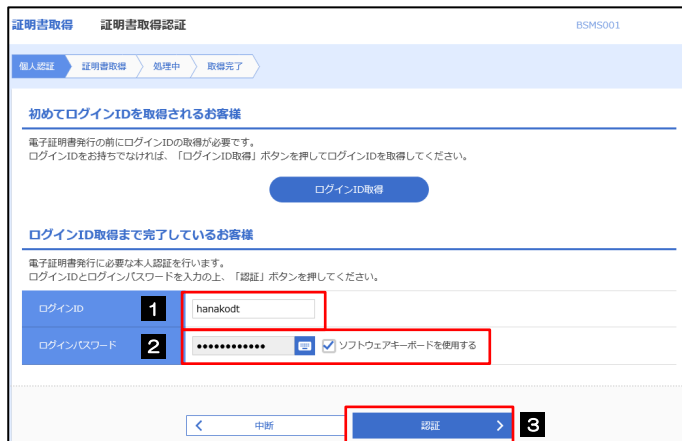 証明書取得 証明書取得認証 BSMS001
個人認証 証明書取得 処理中 取得完了
初めてログインIDを取得されるお客様
電子証明書発行の前にログインIDの取得が必要です。
ログインIDをお持ちでなければ、「ログインID取得」ボタンを押してログインIDを取得してください。
ログインID取得
ログインID取得まで完了しているお客様
電子証明書発行に必要な本人認証を行います。
ログインIDとログインパスワードを入力の上、「認証」ボタンを押してください。
ログインID 1 hanakodt
ログインパスワード 2 ●●●●●●●●●●●● ソフトウェアキーボードを使用する
中断 認証 3